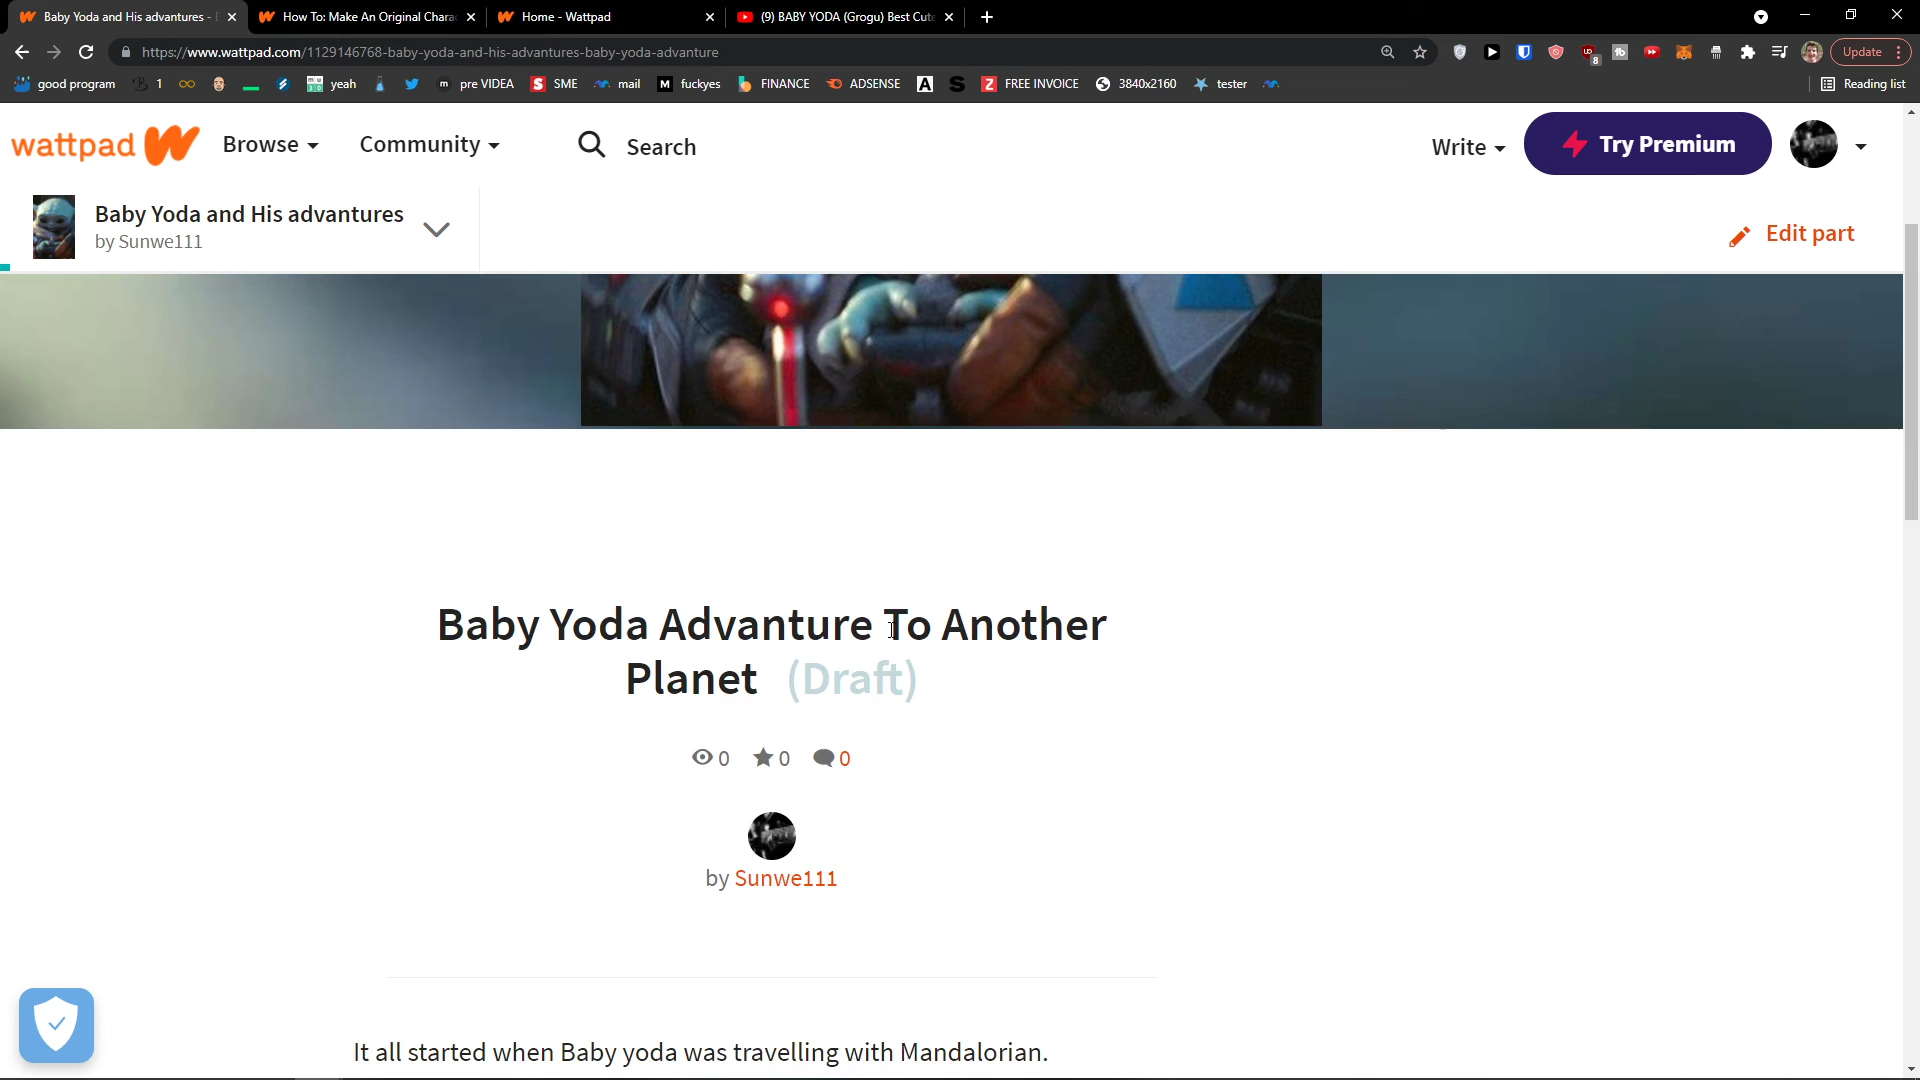 Baby Yoda and His advantures -
How To: Make An Original Chara
Home - Wattpad
(9) BABY YODA (Grogu) Best Cute
https://www.wattpad.com/1129146768-baby-yoda-and-his-advantures-baby-yoda-advanture
8
Update
good program
1
yeah
pre VIDEA
SME
mail
fuckyes
FINANCE
ADSENSE
FREE INVOICE
3840x2160
tester
Reading list
wattpad
Browse
Community
Search
Write
Try Premium
Baby Yoda and His advantures
by Sunwe111
Edit part
Baby Yoda Advanture To Another
Planet (Draft)
0 0 0
by Sunwe111
It all started when Baby yoda was travelling with Mandalorian.